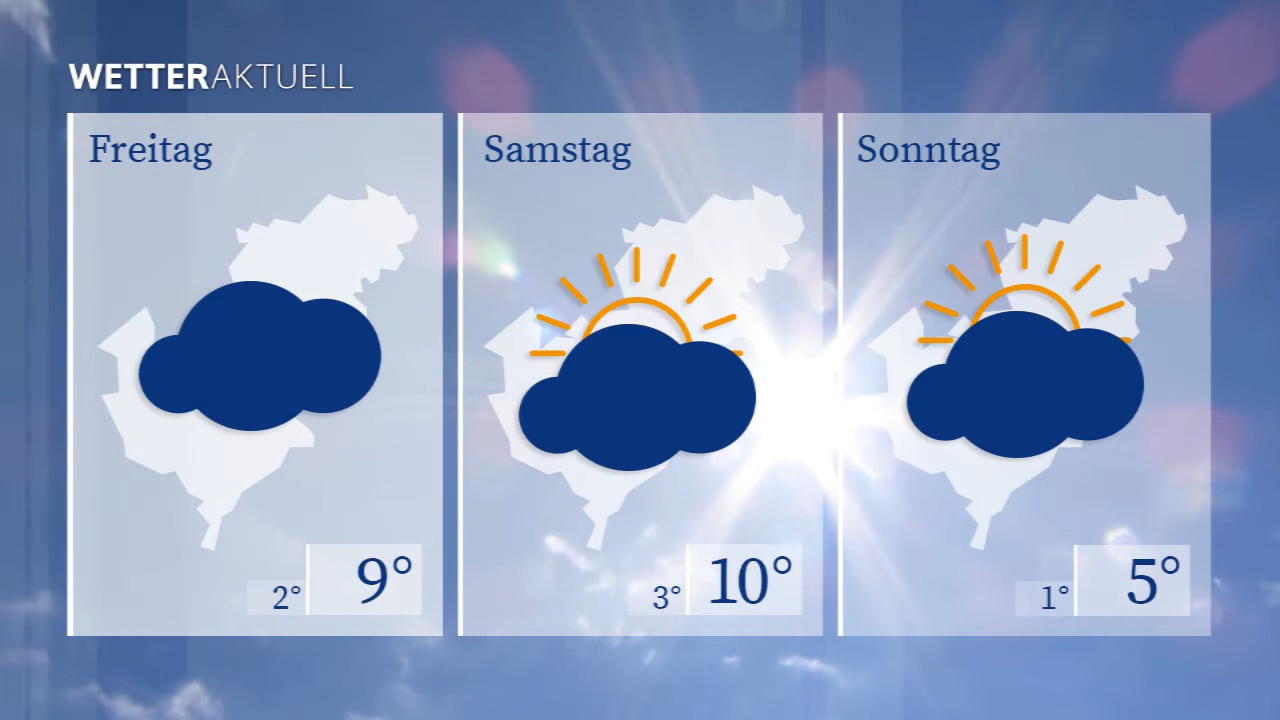 WETTERAKTUELL
Freitag
2° 9°
Samstag
3° 10°
Sonntag
1° 5°